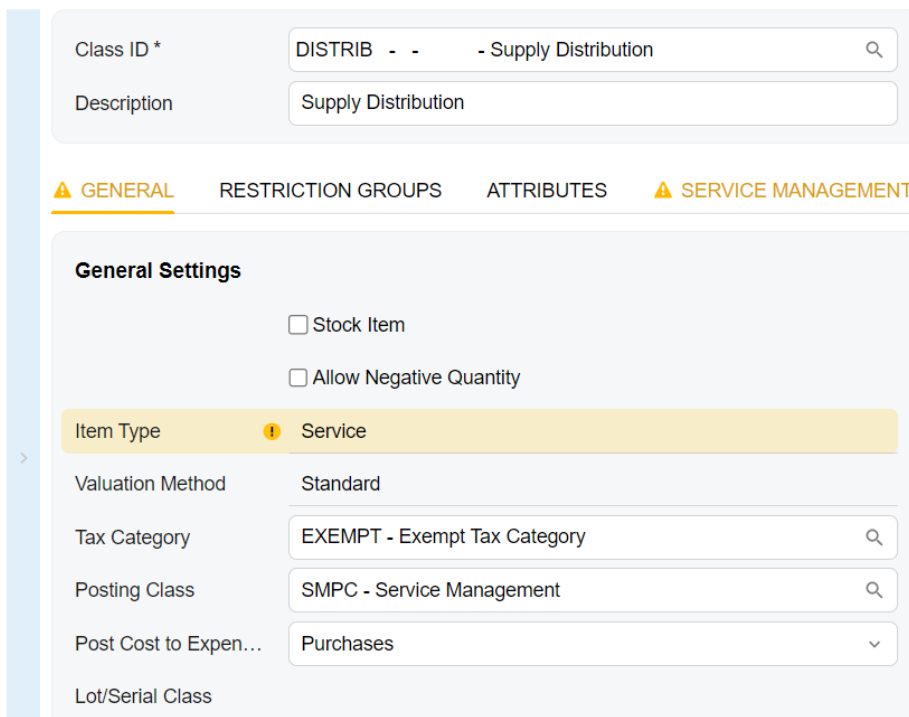 Class ID * DISTRIB - - - Supply Distribution
Description Supply Distribution
GENERAL RESTRICTION GROUPS ATTRIBUTES SERVICE MANAGEMENT
General Settings
Stock Item
Allow Negative Quantity
Item Type Service
Valuation Method Standard
Tax Category EXEMPT - Exempt Tax Category
Posting Class SMPC - Service Management
Post Cost to Expen... Purchases
Lot/Serial Class